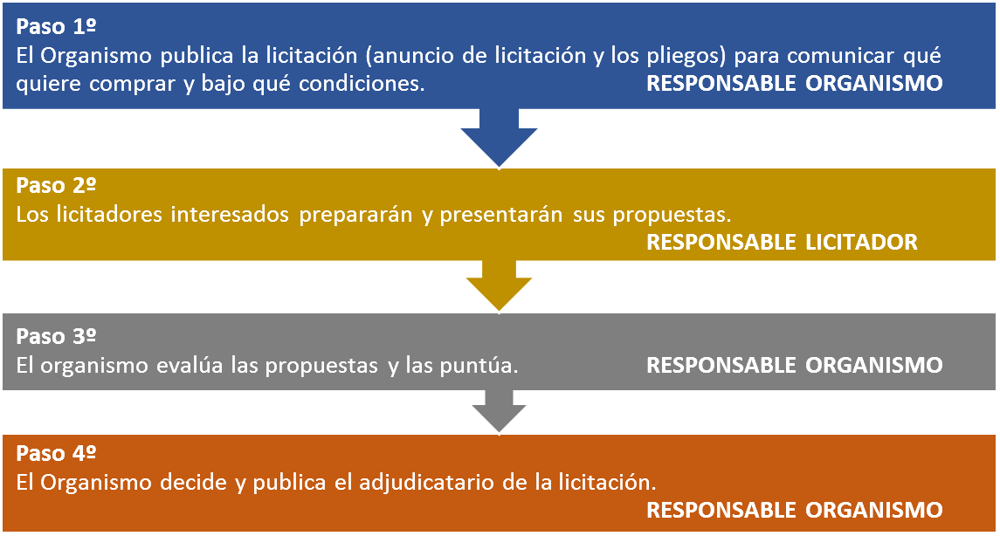 Paso 1º
El Organismo publica la licitación (anuncio de licitación y los pliegos) para comunicar qué
quiere comprar y bajo qué condiciones. RESPONSABLE ORGANISMO
Paso 2º
Los licitadores interesados prepararán y presentarán sus propuestas.
RESPONSABLE LICITADOR
Paso 3º
El organismo evalúa las propuestas y las puntúa. RESPONSABLE ORGANISMO
Paso 4º
El Organismo decide y publica el adjudicatario de la licitación.
RESPONSABLE ORGANISMO